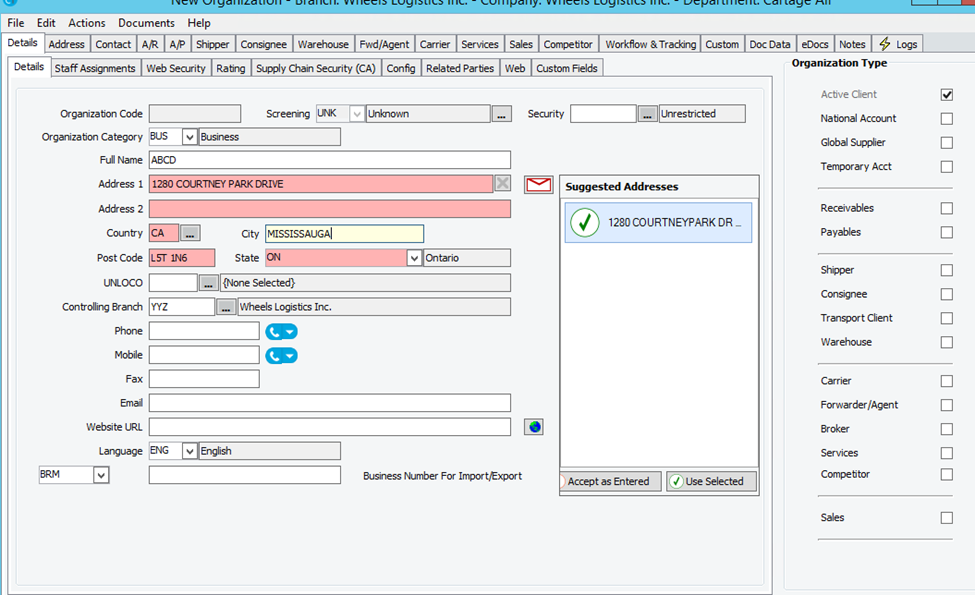 New Organization - Branch: Wheels Logistics Inc. - Company: Wheels Logistics Inc. - Department: Cartage All
File Edit Actions Documents Help
Details Address Contact A/R A/P Shipper Consignee Warehouse Fwd/Agent Carrier Services Sales Competitor Workflow & Tracking Custom Doc Data eDocs Notes Logs
Details Staff Assignments Web Security Rating Supply Chain Security (CA) Config Related Parties Web Custom Fields
Organization Code Screening UNK Unknown ... Security ... Unrestricted
Organization Category BUS Business
Full Name ABCD
Address 1 1280 COURTNEY PARK DRIVE
Address 2
Country CA ... City MISSISSAUGA
Post Code L5T 1N6 State ON Ontario
UNLOCO ... {None Selected}
Controlling Branch YYZ ... Wheels Logistics Inc.
Phone
Mobile
Fax
Email
Website URL
Language ENG English
BRM Business Number For Import/Export
Suggested Addresses
1280 COURTNEYPARK DR ...
Accept as Entered Use Selected
Organization Type
Active Client
National Account
Global Supplier
Temporary Acct
Receivables
Payables
Shipper
Consignee
Transport Client
Warehouse
Carrier
Forwarder/Agent
Broker
Services
Competitor
Sales